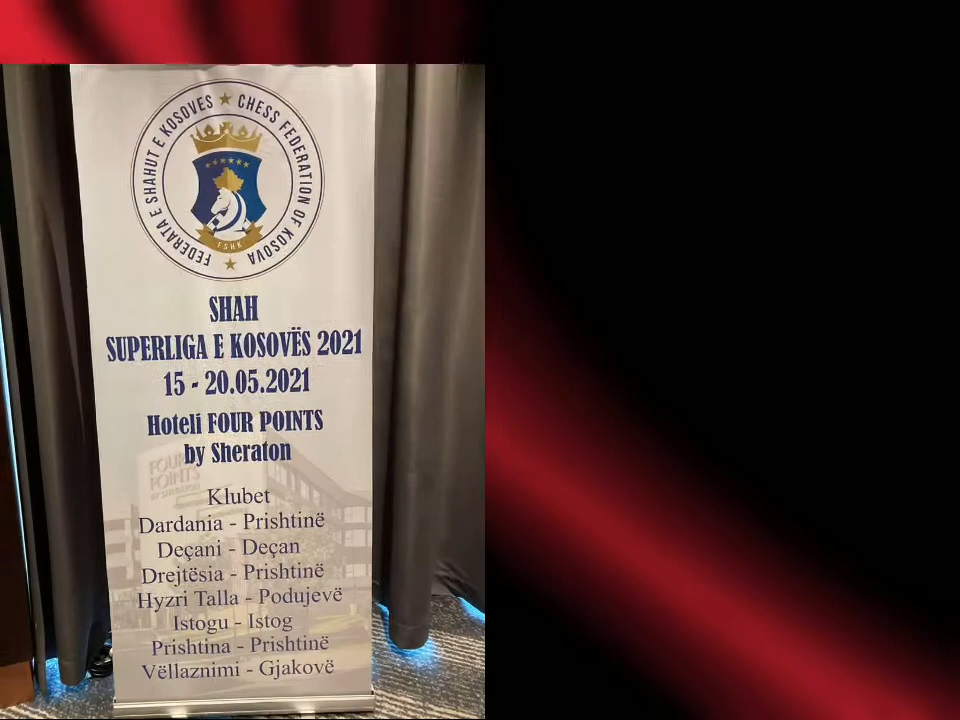 FEDERATA E SHAHUT E KOSOVES ★ CHESS FEDERATION OF KOSOVA ★
FSHK
SHAH
SUPERLIGA E KOSOVËS 2021
15 - 20.05.2021
Hoteli FOUR POINTS
by Sheraton
FOUR
POINTS
BY SHERATON
Klubet
Dardania - Prishtinë
Deçani - Deçan
Drejtësia - Prishtinë
Hyzri Talla - Podujevë
Istogu - Istog
Prishtina - Prishtinë
Vëllaznimi - Gjakovë